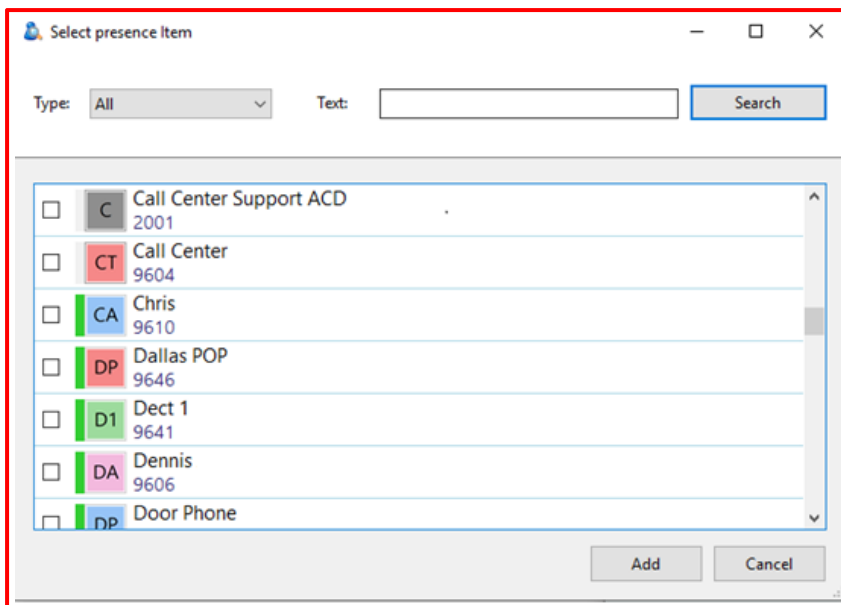 Select presence Item
Type: All Text: Search
C Call Center Support ACD
2001
CT Call Center
9604
CA Chris
9610
DP Dallas POP
9646
D1 Dect 1
9641
DA Dennis
9606
DP Door Phone
Add Cancel